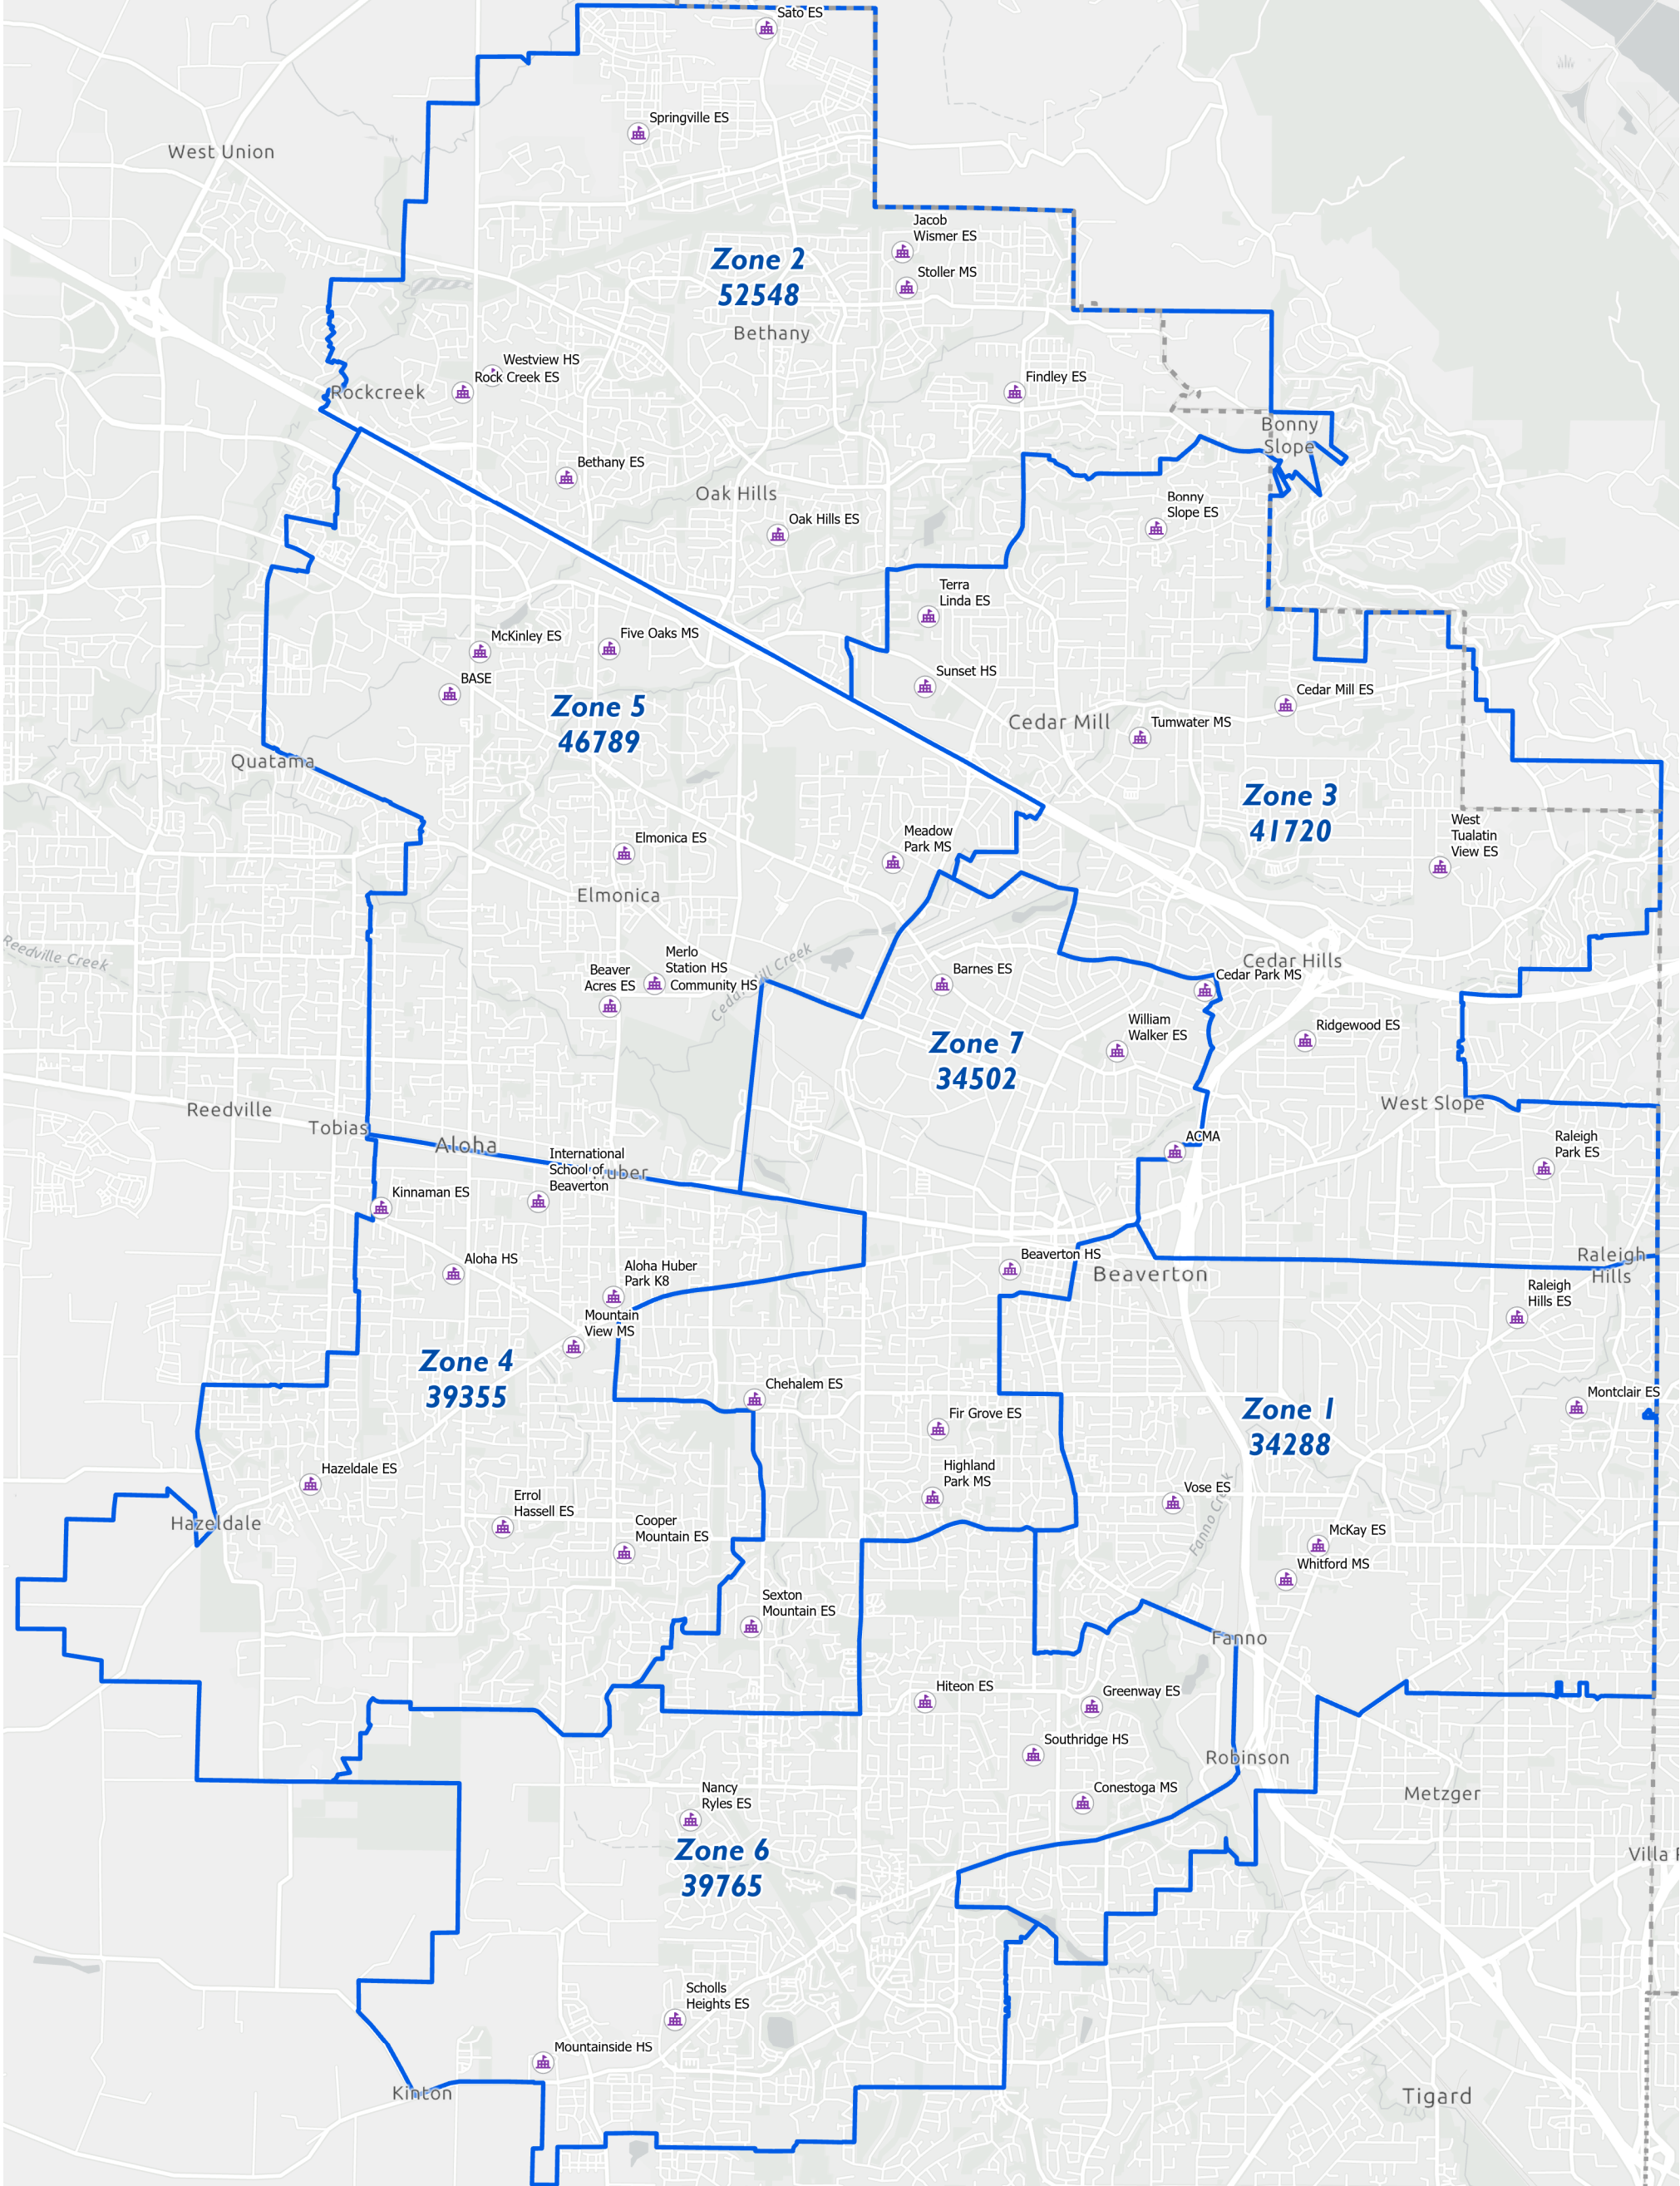 Sato ES
Springville ES
West Union
Jacob
Wismer ES
Stoller MS
Zone 2
52548
Bethany
Westview HS
Rock Creek ES
Rockcreek
Findley ES
Bonny
Slope
Bethany ES
Oak Hills
Oak Hills ES
Bonny
Slope ES
Terra
Linda ES
McKinley ES
Five Oaks MS
BASE
Sunset HS
Cedar Mill ES
Zone 5
46789
Cedar Mill
Tumwater MS
Quatama
Zone 3
41720
West
Tualatin
View ES
Elmonica ES
Meadow
Park MS
Elmonica
Reedville Creek
Merlo
Station HS
Community HS
Beaver
Acres ES
Cedar Mill Creek
Barnes ES
Cedar Hills
Cedar Park MS
William
Walker ES
Ridgewood ES
Zone 7
34502
Reedville
Tobias
Aloha
West Slope
ACMA
Raleigh
Park ES
International
School of
Beaverton
Huber
Kinnaman ES
Aloha HS
Aloha Huber
Park K8
Beaverton HS
Beaverton
Raleigh
Hills
Raleigh
Hills ES
Mountain
View MS
Zone 4
39355
Chehalem ES
Montclair ES
Fir Grove ES
Zone 1
34288
Hazeldale ES
Highland
Park MS
Vose ES
Fanno Creek
Errol
Hassell ES
Hazeldale
Cooper
Mountain ES
McKay ES
Whitford MS
Sexton
Mountain ES
Fanno
Hiteon ES
Greenway ES
Southridge HS
Robinson
Conestoga MS
Metzger
Nancy
Ryles ES
Zone 6
39765
Villa
Scholls
Heights ES
Mountainside HS
Kinton
Tigard